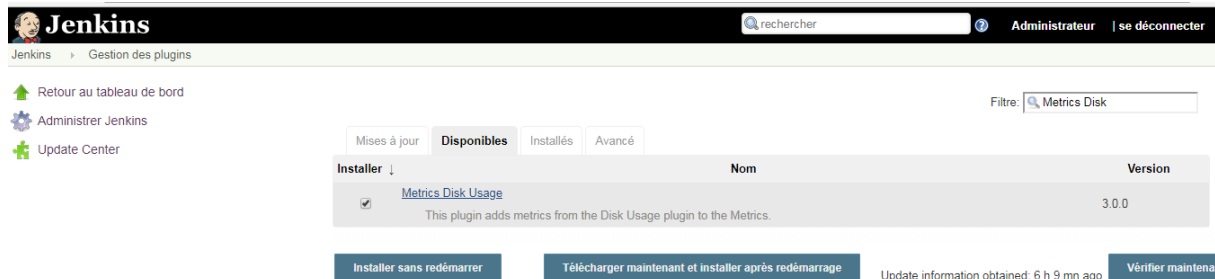 Jenkins
rechercher
Administrateur | se déconnecter
Jenkins Gestion des plugins
Retour au tableau de bord
Administrer Jenkins
Update Center
Filtre: Metrics Disk
Mises à jour Disponibles Installés Avancé
Installer ↓ Nom Version
Metrics Disk Usage
This plugin adds metrics from the Disk Usage plugin to the Metrics.
3.0.0
Installer sans redémarrer Télécharger maintenant et installer après redémarrage Update information obtained: 6 h 9 mn ago Vérifier maintena